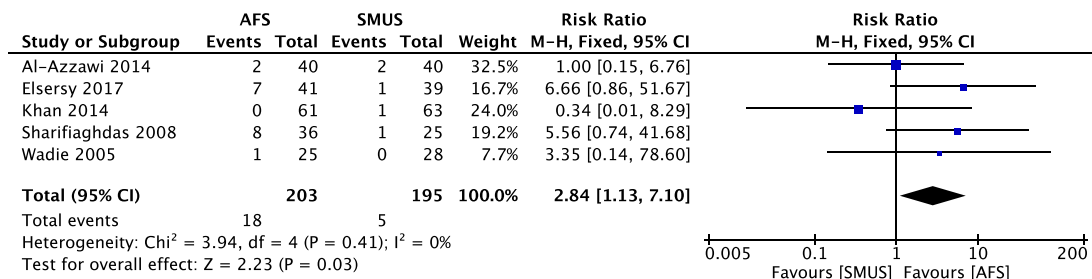 AFS SMUS Risk Ratio Risk Ratio
Study or Subgroup Events Total Events Total Weight M-H, Fixed, 95% CI M-H, Fixed, 95% CI
Al-Azzawi 2014 2 40 2 40 32.5% 1.00 [0.15, 6.76]
Elsersy 2017 7 41 1 39 16.7% 6.66 [0.86, 51.67]
Khan 2014 0 61 1 63 24.0% 0.34 [0.01, 8.29]
Sharifiaghdas 2008 8 36 1 25 19.2% 5.56 [0.74, 41.68]
Wadie 2005 1 25 0 28 7.7% 3.35 [0.14, 78.60]
Total (95% CI) 203 195 100.0% 2.84 [1.13, 7.10]
Total events 18 5
Heterogeneity: Chi² = 3.94, df = 4 (P = 0.41); I² = 0%
Test for overall effect: Z = 2.23 (P = 0.03)
0.005 0.1 1 10 200
Favours [SMUS] Favours [AFS]